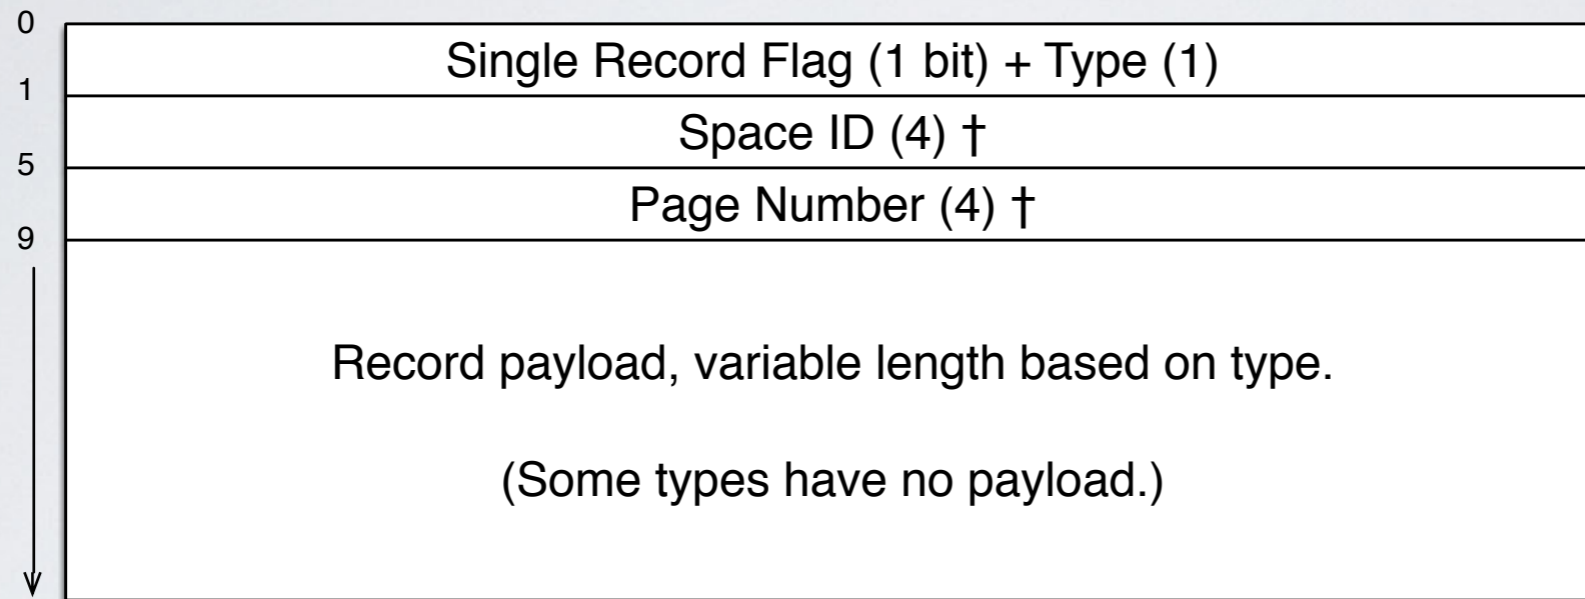 0
Single Record Flag (1 bit) + Type (1)
1
Space ID (4) †
5
Page Number (4) †
9
Record payload, variable length based on type.
(Some types have no payload.)